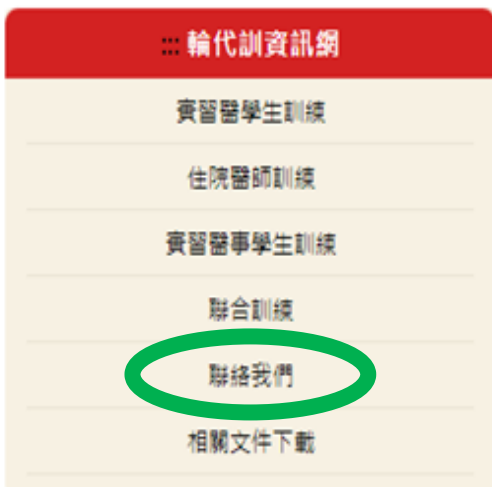 ::: 輪代訓資訊網
實習醫學生訓練
住院醫師訓練
實習醫事學生訓練
聯合訓練
聯絡我們
相關文件下載